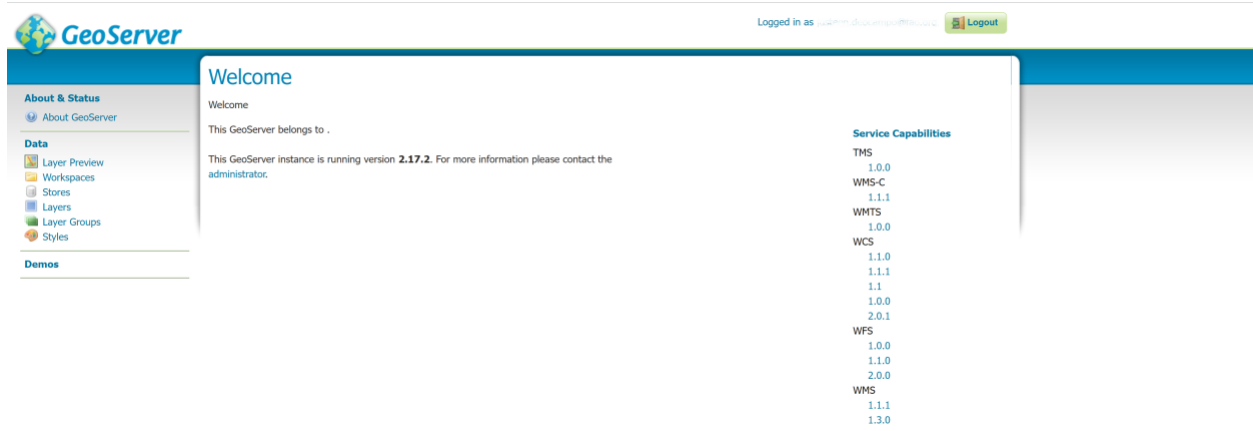 GeoServer
Logged in as
Logout
Welcome
Welcome
This GeoServer belongs to .
This GeoServer instance is running version 2.17.2. For more information please contact the
administrator.
About & Status
About GeoServer
Data
Layer Preview
Workspaces
Stores
Layers
Layer Groups
Styles
Demos
Service Capabilities
TMS
1.0.0
WMS-C
1.1.1
WMTS
1.0.0
WCS
1.1.0
1.1.1
1.1
1.0.0
2.0.1
WFS
1.0.0
1.1.0
2.0.0
WMS
1.1.1
1.3.0